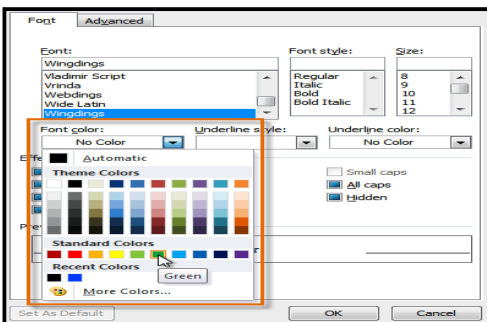 Font Advanced
Font: Font style: Size:
Wingdings
Vladimir Script Regular 8
Vrinda Italic 9
Webdings Bold 10
Wide Latin Bold Italic 11
Wingdings 12
Font color: Underline style: Underline color:
No Color No Color
Automatic
Theme Colors Small caps
All caps
Hidden
Standard Colors
Recent Colors
Green
More Colors...
Set As Default OK Cancel